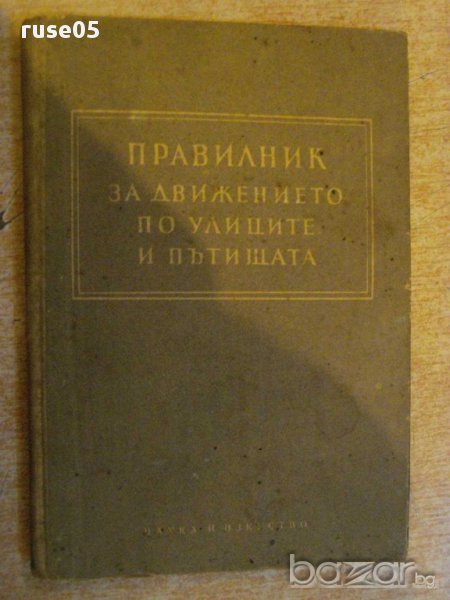 ruse05
ПРАВИЛНИК
ЗА ДВИЖЕНИЕТО
ПО УЛИЦИТЕ
И ПЪТИЩАТА
НАУКА И ИЗКУСТВО
bazar.bg